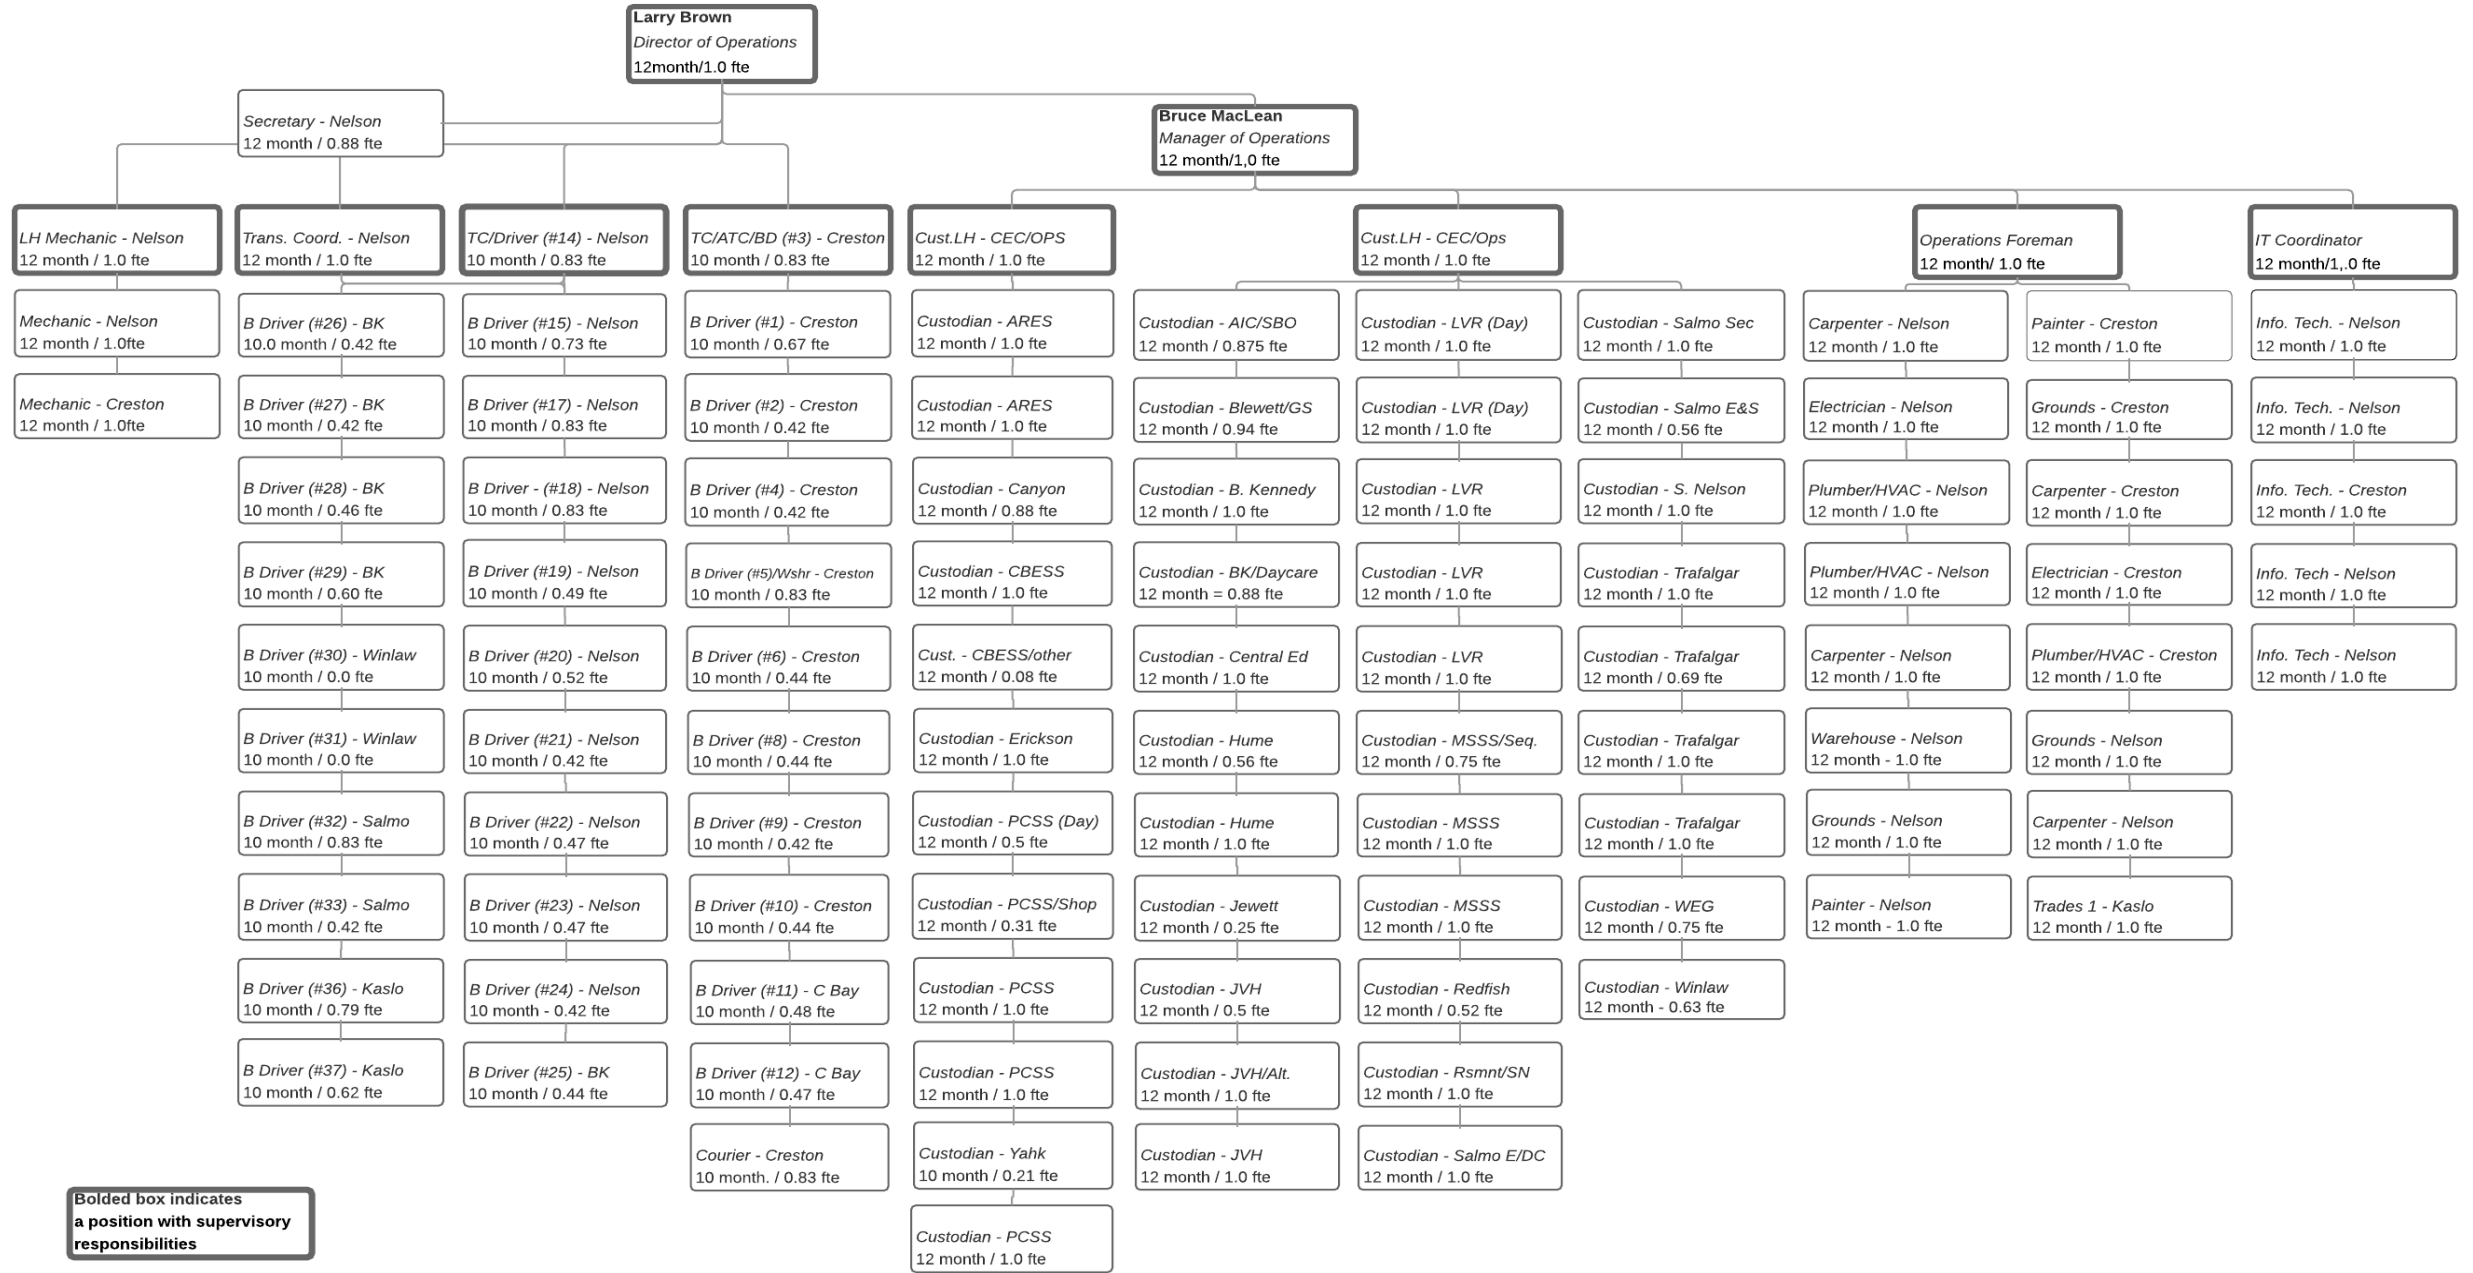 Larry Brown
Director of Operations
12month/1.0 fte
Secretary - Nelson
12 month / 0.88 fte
Bruce MacLean
Manager of Operations
12 month/1,0 fte
LH Mechanic - Nelson
12 month / 1.0 fte
Mechanic - Nelson
12 month / 1.0fte
Mechanic - Creston
12 month / 1.0fte
Trans. Coord. - Nelson
12 month / 1.0 fte
B Driver (#26) - BK
10.0 month / 0.42 fte
B Driver (#27) - BK
10 month / 0.42 fte
B Driver (#28) - BK
10 month / 0.46 fte
B Driver (#29) - BK
10 month / 0.60 fte
B Driver (#30) - Winlaw
10 month / 0.0 fte
B Driver (#31) - Winlaw
10 month / 0.0 fte
B Driver (#32) - Salmo
10 month / 0.83 fte
B Driver (#33) - Salmo
10 month / 0.42 fte
B Driver (#36) - Kaslo
10 month / 0.79 fte
B Driver (#37) - Kaslo
10 month / 0.62 fte
TC/Driver (#14) - Nelson
10 month / 0.83 fte
B Driver (#15) - Nelson
10 month / 0.73 fte
B Driver (#17) - Nelson
10 month / 0.83 fte
B Driver - (#18) - Nelson
10 month / 0.83 fte
B Driver (#19) - Nelson
10 month / 0.49 fte
B Driver (#20) - Nelson
10 month / 0.52 fte
B Driver (#21) - Nelson
10 month / 0.42 fte
B Driver (#22) - Nelson
10 month / 0.47 fte
B Driver (#23) - Nelson
10 month / 0.47 fte
B Driver (#24) - Nelson
10 month - 0.42 fte
B Driver (#25) - BK
10 month / 0.44 fte
TC/ATC/BD (#3) - Creston
10 month / 0.83 fte
B Driver (#1) - Creston
10 month / 0.67 fte
B Driver (#2) - Creston
10 month / 0.42 fte
B Driver (#4) - Creston
10 month / 0.42 fte
B Driver (#5)/Wshr - Creston
10 month / 0.83 fte
B Driver (#6) - Creston
10 month / 0.44 fte
B Driver (#8) - Creston
10 month / 0.44 fte
B Driver (#9) - Creston
10 month / 0.42 fte
B Driver (#10) - Creston
10 month / 0.44 fte
B Driver (#11) - C Bay
10 month / 0.48 fte
B Driver (#12) - C Bay
10 month / 0.47 fte
Courier - Creston
10 month. / 0.83 fte
Cust.LH - CEC/OPS
12 month / 1.0 fte
Custodian - ARES
12 month / 1.0 fte
Custodian - ARES
12 month / 1.0 fte
Custodian - Canyon
12 month / 0.88 fte
Custodian - CBESS
12 month / 1.0 fte
Cust. - CBESS/other
12 month / 0.08 fte
Custodian - Erickson
12 month / 1.0 fte
Custodian - PCSS (Day)
12 month / 0.5 fte
Custodian - PCSS/Shop
12 month / 0.31 fte
Custodian - PCSS
12 month / 1.0 fte
Custodian - PCSS
12 month / 1.0 fte
Custodian - Yahk
10 month / 0.21 fte
Custodian - PCSS
12 month / 1.0 fte
Cust.LH - CEC/Ops
12 month / 1.0 fte
Custodian - AIC/SBO
12 month / 0.875 fte
Custodian - Blewett/GS
12 month / 0.94 fte
Custodian - B. Kennedy
12 month / 1.0 fte
Custodian - BK/Daycare
12 month = 0.88 fte
Custodian - Central Ed
12 month / 1.0 fte
Custodian - Hume
12 month / 0.56 fte
Custodian - Hume
12 month / 1.0 fte
Custodian - Jewett
12 month / 0.25 fte
Custodian - JVH
12 month / 0.5 fte
Custodian - JVH/Alt.
12 month / 1.0 fte
Custodian - JVH
12 month / 1.0 fte
Custodian - LVR (Day)
12 month / 1.0 fte
Custodian - LVR (Day)
12 month / 1.0 fte
Custodian - LVR
12 month / 1.0 fte
Custodian - LVR
12 month / 1.0 fte
Custodian - LVR
12 month / 1.0 fte
Custodian - MSSS/Seq.
12 month / 0.75 fte
Custodian - MSSS
12 month / 1.0 fte
Custodian - MSSS
12 month / 1.0 fte
Custodian - Redfish
12 month / 0.52 fte
Custodian - Rsmnt/SN
12 month / 1.0 fte
Custodian - Salmo E/DC
12 month / 1.0 fte
Custodian - Salmo Sec
12 month / 1.0 fte
Custodian - Salmo E&S
12 month / 0.56 fte
Custodian - S. Nelson
12 month / 1.0 fte
Custodian - Trafalgar
12 month / 1.0 fte
Custodian - Trafalgar
12 month / 0.69 fte
Custodian - Trafalgar
12 month / 1.0 fte
Custodian - Trafalgar
12 month / 1.0 fte
Custodian - WEG
12 month / 0.75 fte
Custodian - Winlaw
12 month - 0.63 fte
Operations Foreman
12 month/ 1.0 fte
Carpenter - Nelson
12 month / 1.0 fte
Electrician - Nelson
12 month / 1.0 fte
Plumber/HVAC - Nelson
12 month / 1.0 fte
Plumber/HVAC - Nelson
12 month / 1.0 fte
Carpenter - Nelson
12 month / 1.0 fte
Warehouse - Nelson
12 month - 1.0 fte
Grounds - Nelson
12 month / 1.0 fte
Painter - Nelson
12 month - 1.0 fte
Painter - Creston
12 month / 1.0 fte
Grounds - Creston
12 month / 1.0 fte
Carpenter - Creston
12 month / 1.0 fte
Electrician - Creston
12 month / 1.0 fte
Plumber/HVAC - Creston
12 month / 1.0 fte
Grounds - Nelson
12 month / 1.0 fte
Carpenter - Nelson
12 month / 1.0 fte
Trades 1 - Kaslo
12 month / 1.0 fte
IT Coordinator
12 month/1,.0 fte
Info. Tech. - Nelson
12 month / 1.0 fte
Info. Tech. - Nelson
12 month / 1.0 fte
Info. Tech. - Creston
12 month / 1.0 fte
Info. Tech - Nelson
12 month / 1.0 fte
Info. Tech - Nelson
12 month / 1.0 fte
Bolded box indicates
a position with supervisory
responsibilities